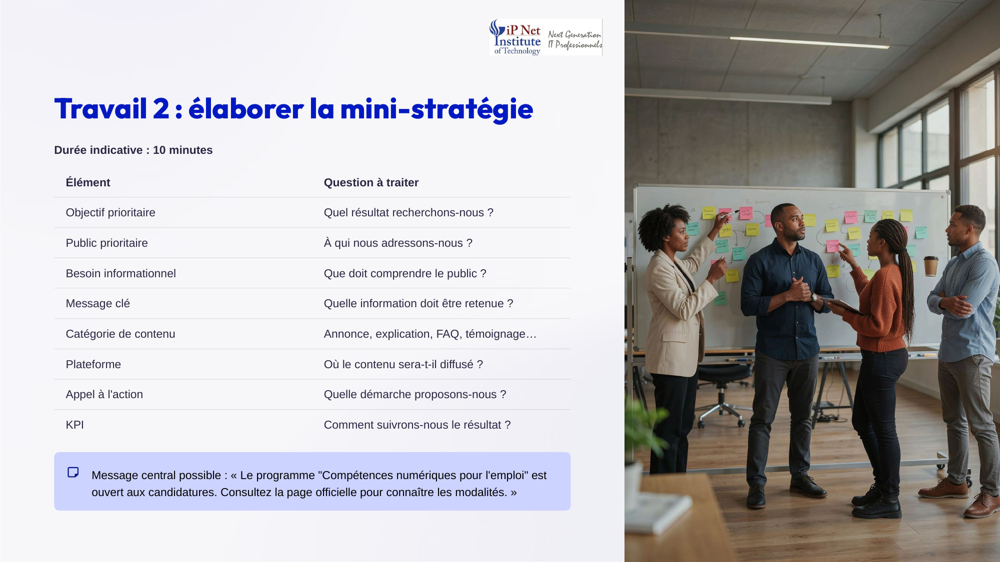 iP Net
Institute
of Technology
Next Generation
IT Professionnels
Travail 2 : élaborer la mini-stratégie
Durée indicative : 10 minutes
Élément Question à traiter
Objectif prioritaire Quel résultat recherchons-nous ?
Public prioritaire À qui nous adressons-nous ?
Besoin informationnel Que doit comprendre le public ?
Message clé Quelle information doit être retenue ?
Catégorie de contenu Annonce, explication, FAQ, témoignage…
Plateforme Où le contenu sera-t-il diffusé ?
Appel à l'action Quelle démarche proposons-nous ?
KPI Comment suivrons-nous le résultat ?
Message central possible : « Le programme "Compétences numériques pour l'emploi" est
ouvert aux candidatures. Consultez la page officielle pour connaître les modalités. »